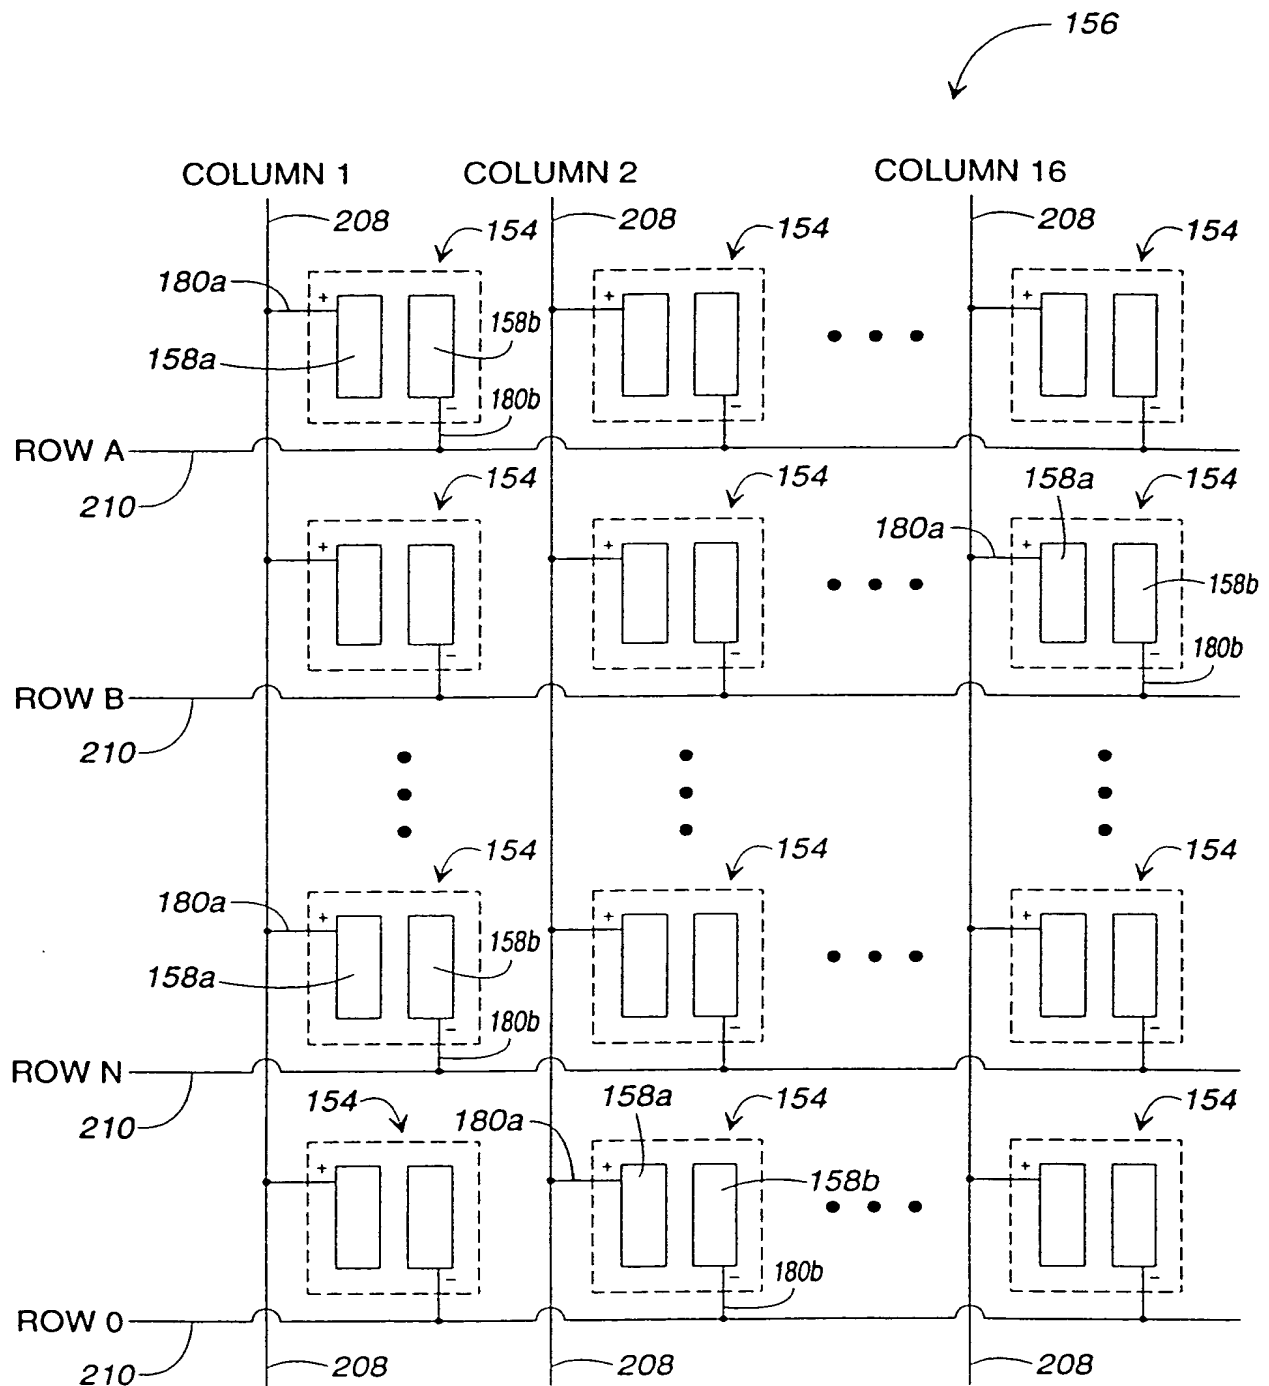 156
COLUMN 1 COLUMN 2 COLUMN 16
208 154 208 154 208 154
180a + + +
158b
158a
− 180b − −
ROW A
154 154 158a 154
210 180a
+ + +
158b
− − − 180b
ROW B
210
154 154 154
180a + + +
158b
158a
− 180b − −
ROW N
154 180a 158a 154 154
210
+ + +
158b
− − 180b −
ROW 0
210 208 208 208